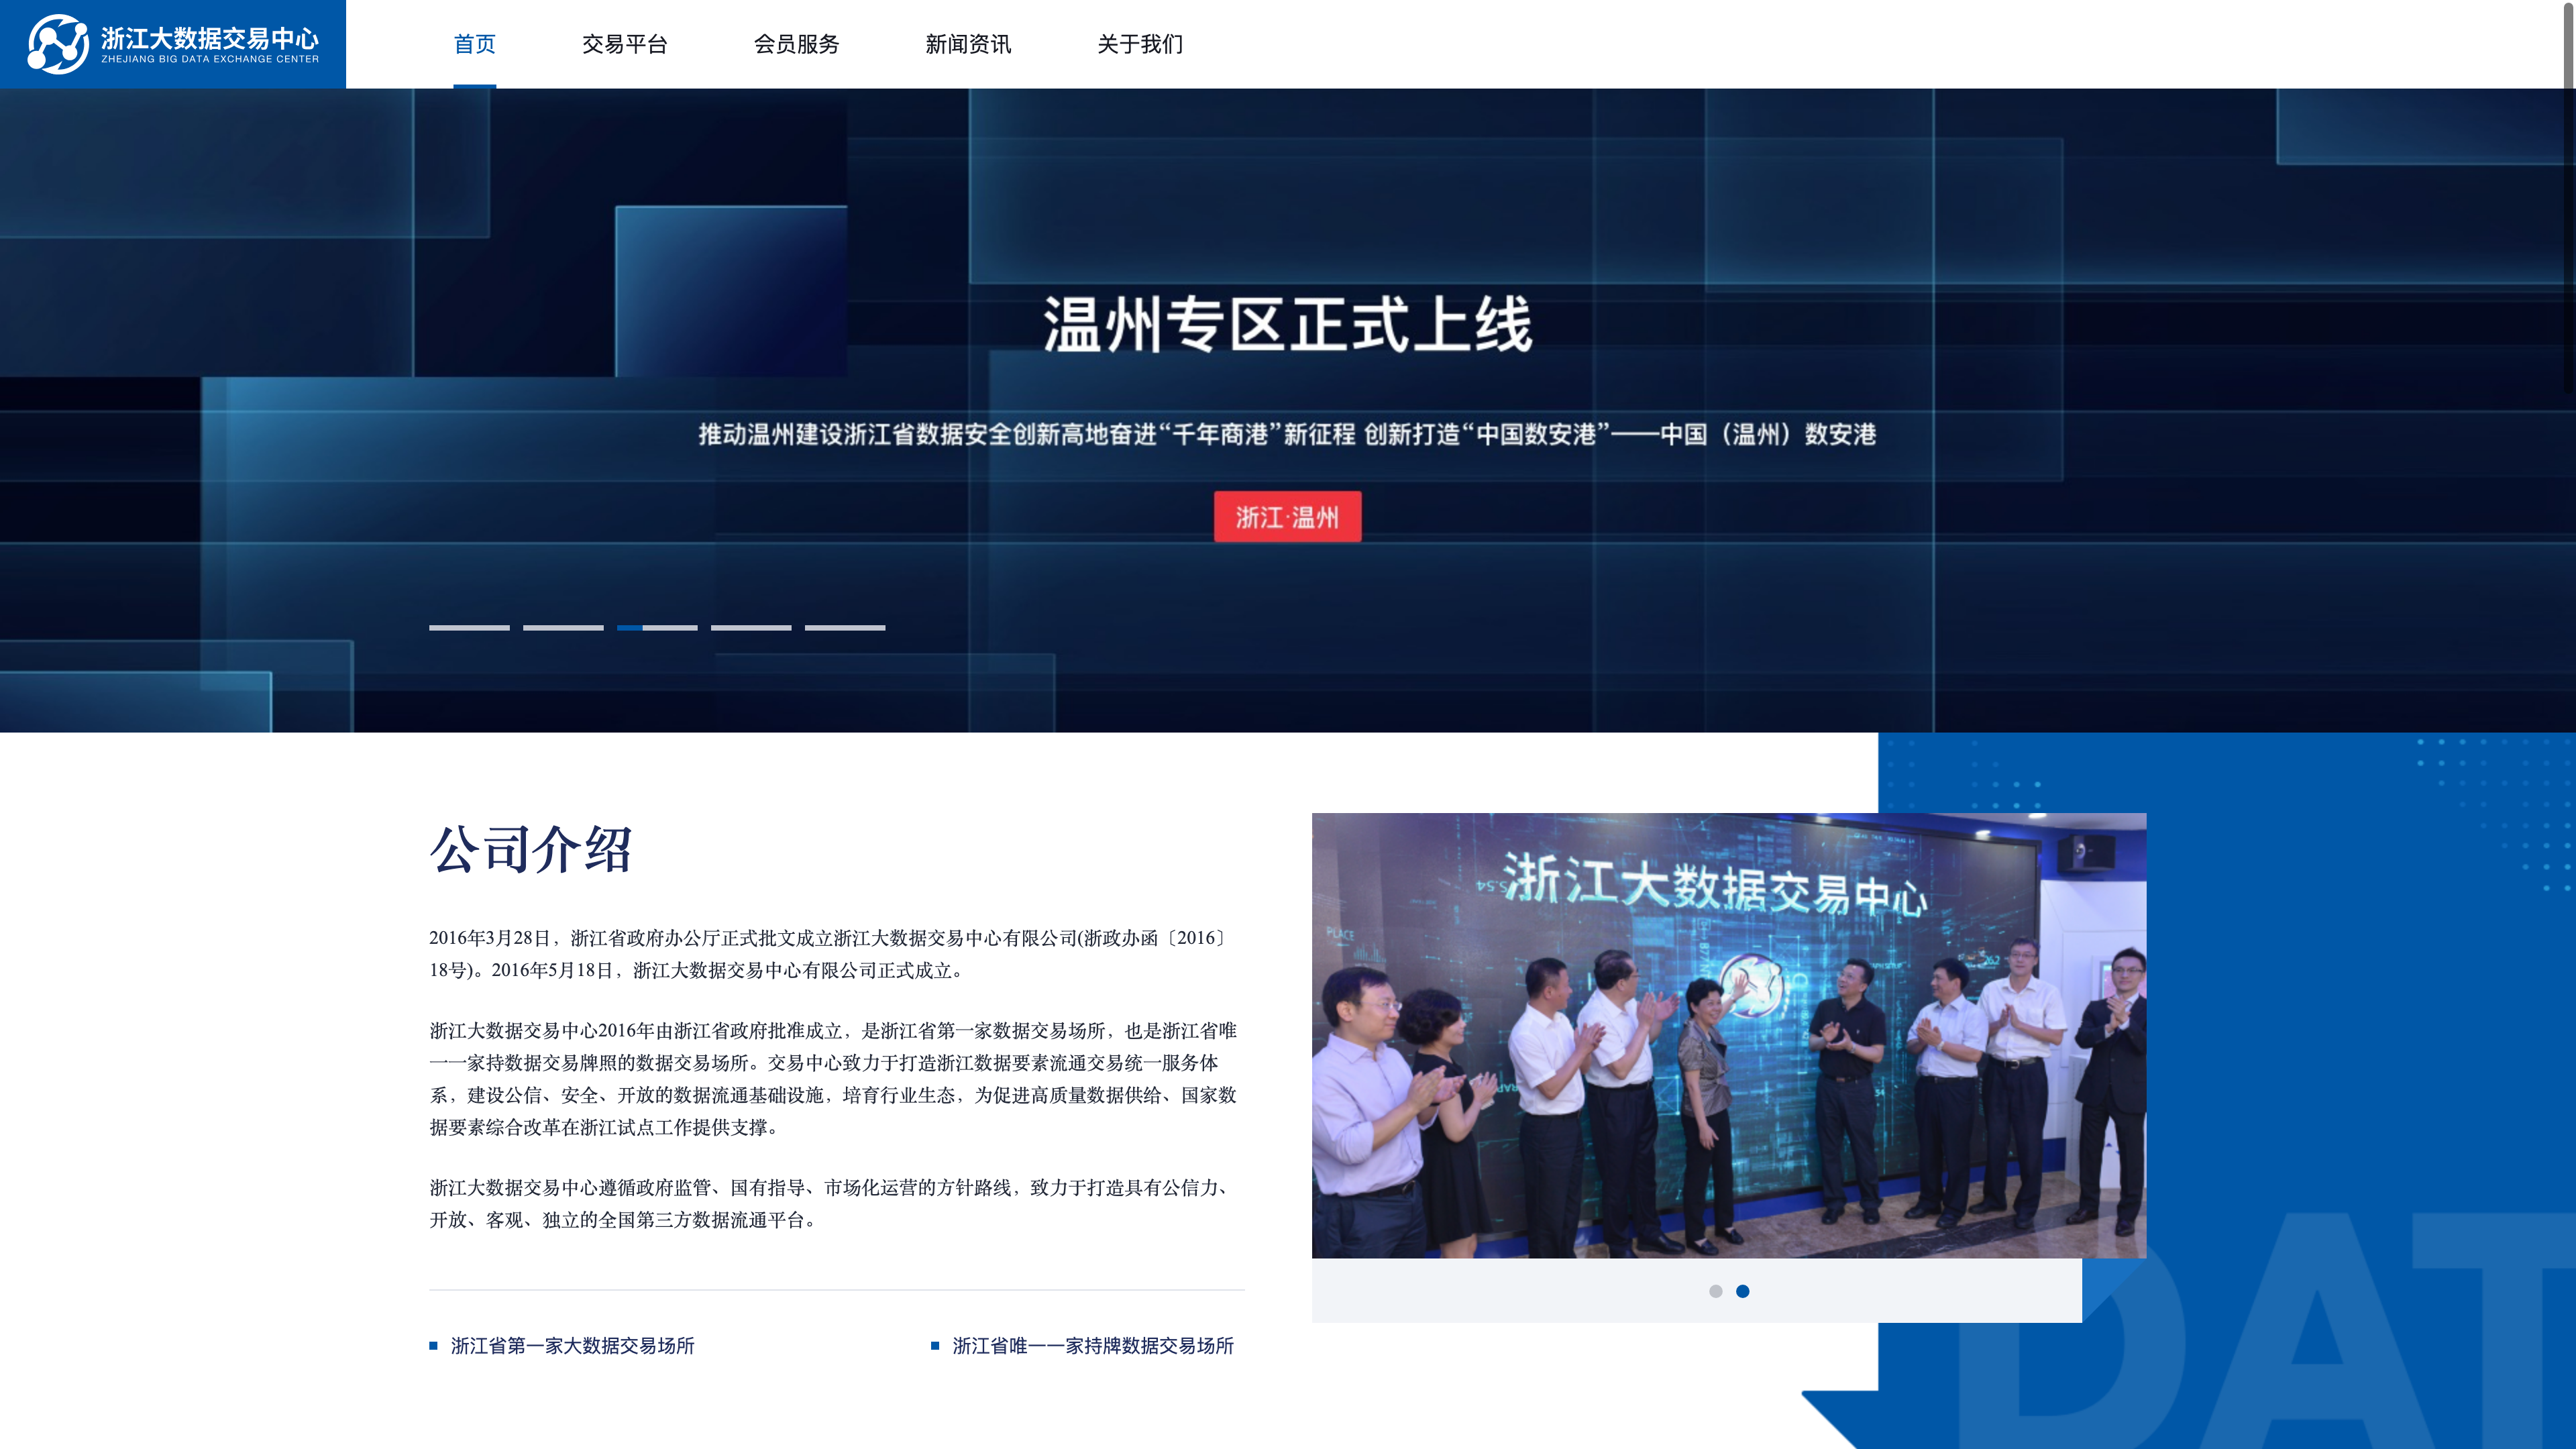 浙江大数据交易中心
ZHEJIANG BIG DATA EXCHANGE CENTER
首页 交易平台 会员服务 新闻资讯 关于我们
温州专区正式上线
推动温州建设浙江省数据安全创新高地奋进“千年商港”新征程 创新打造“中国数安港”——中国（温州）数安港
浙江·温州
公司介绍
2016年3月28日，浙江省政府办公厅正式批文成立浙江大数据交易中心有限公司(浙政办函〔2016〕
18号)。2016年5月18日，浙江大数据交易中心有限公司正式成立。
浙江大数据交易中心2016年由浙江省政府批准成立，是浙江省第一家数据交易场所，也是浙江省唯
一一家持数据交易牌照的数据交易场所。交易中心致力于打造浙江数据要素流通交易统一服务体
系，建设公信、安全、开放的数据流通基础设施，培育行业生态，为促进高质量数据供给、国家数
据要素综合改革在浙江试点工作提供支撑。
浙江大数据交易中心遵循政府监管、国有指导、市场化运营的方针路线，致力于打造具有公信力、
开放、客观、独立的全国第三方数据流通平台。
浙江省第一家大数据交易场所
浙江省唯一一家持牌数据交易场所
浙江大数据交易中心
PLACE
DAT